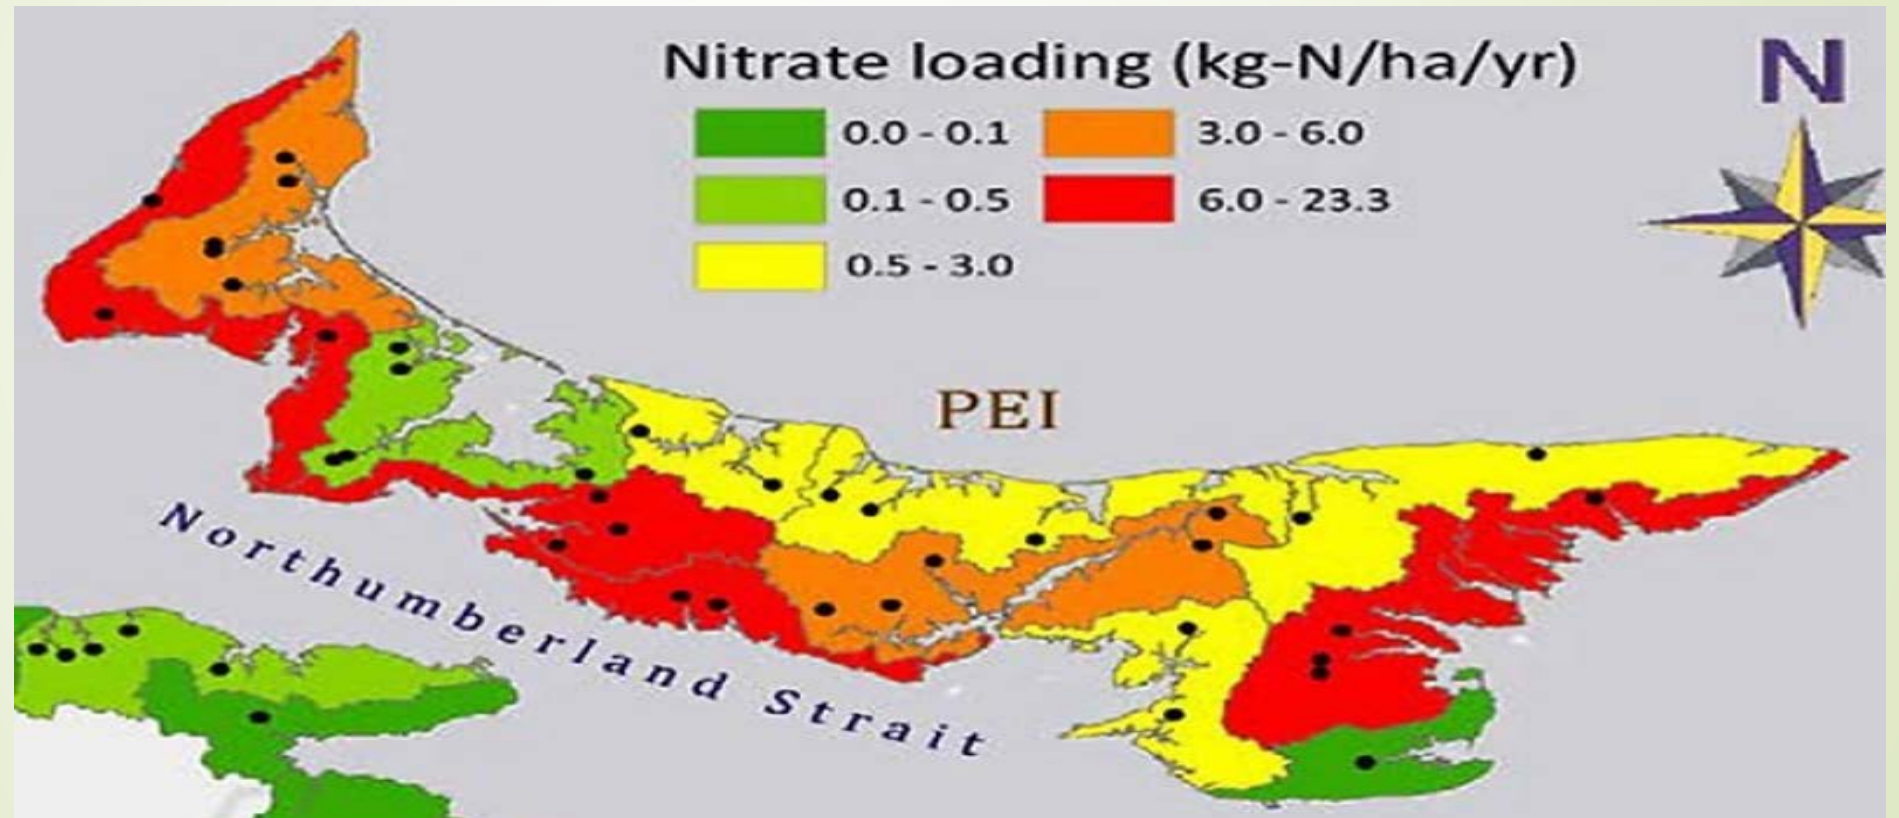 Nitrate loading (kg-N/ha/yr)
N
0.0 - 0.1
3.0 - 6.0
0.1 - 0.5
6.0 - 23.3
0.5 - 3.0
PEI
Northumberland Strait